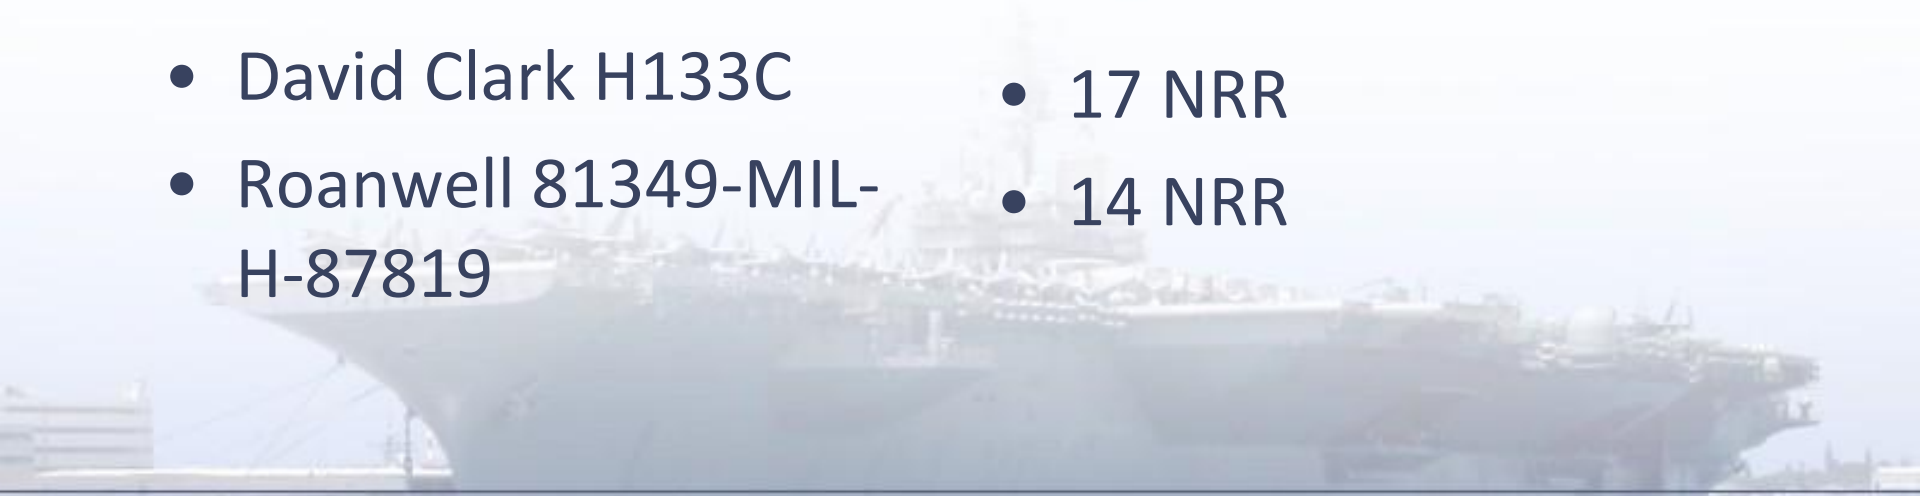 • David Clark H133C
• Roanwell 81349-MIL-
H-87819
• 17 NRR
• 14 NRR